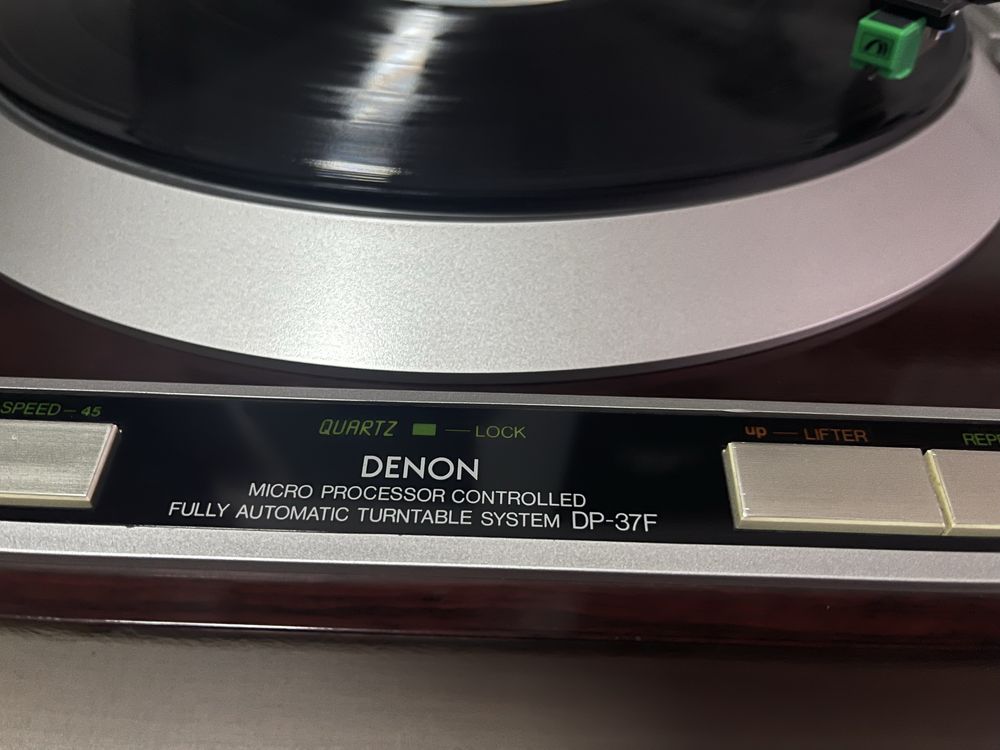 SPEED — 45
QUARTZ — LOCK
up — LIFTER
DENON
MICRO PROCESSOR CONTROLLED
FULLY AUTOMATIC TURNTABLE SYSTEM DP-37F